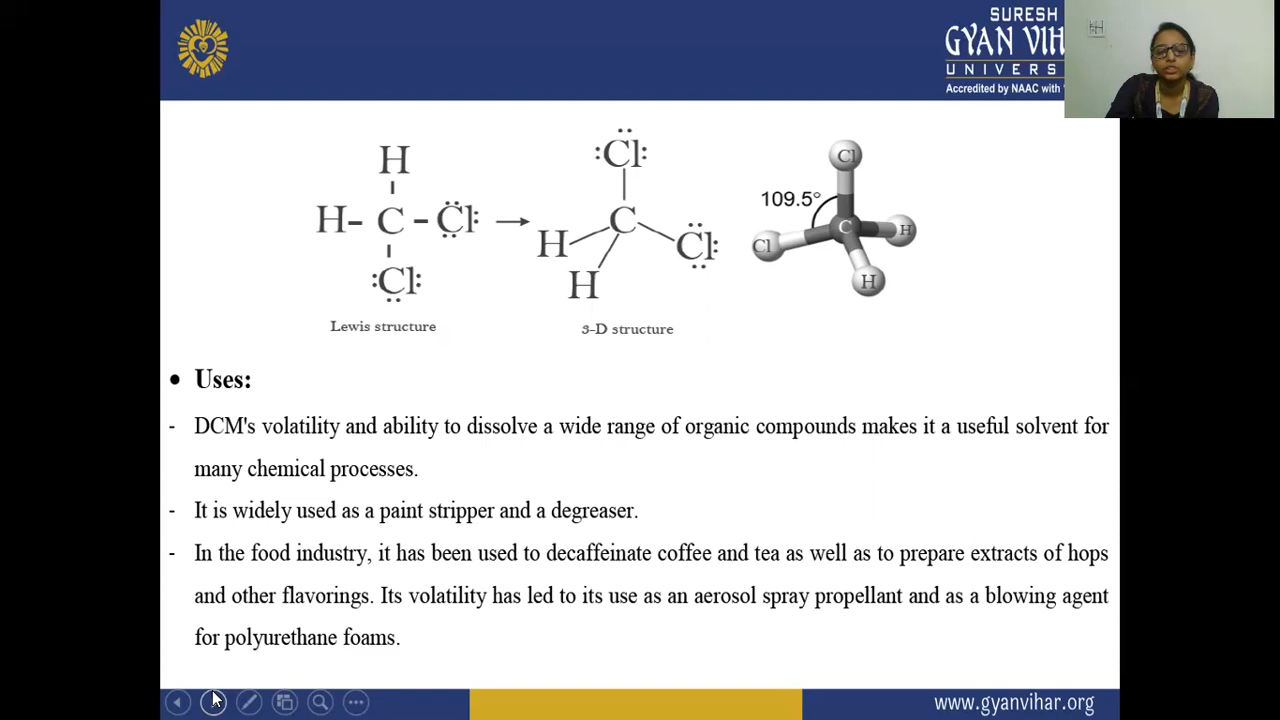 SURESH
GYAN VIH
UNIVERS
Accredited by NAAC with
H
H – C – Cl
Cl
Lewis structure
Cl
C
H
Cl
H
3-D structure
Cl
109.5°
C
H
Cl
H
• Uses:
- DCM's volatility and ability to dissolve a wide range of organic compounds makes it a useful solvent for
many chemical processes.
- It is widely used as a paint stripper and a degreaser.
- In the food industry, it has been used to decaffeinate coffee and tea as well as to prepare extracts of hops
and other flavorings. Its volatility has led to its use as an aerosol spray propellant and as a blowing agent
for polyurethane foams.
www.gyanvihar.org